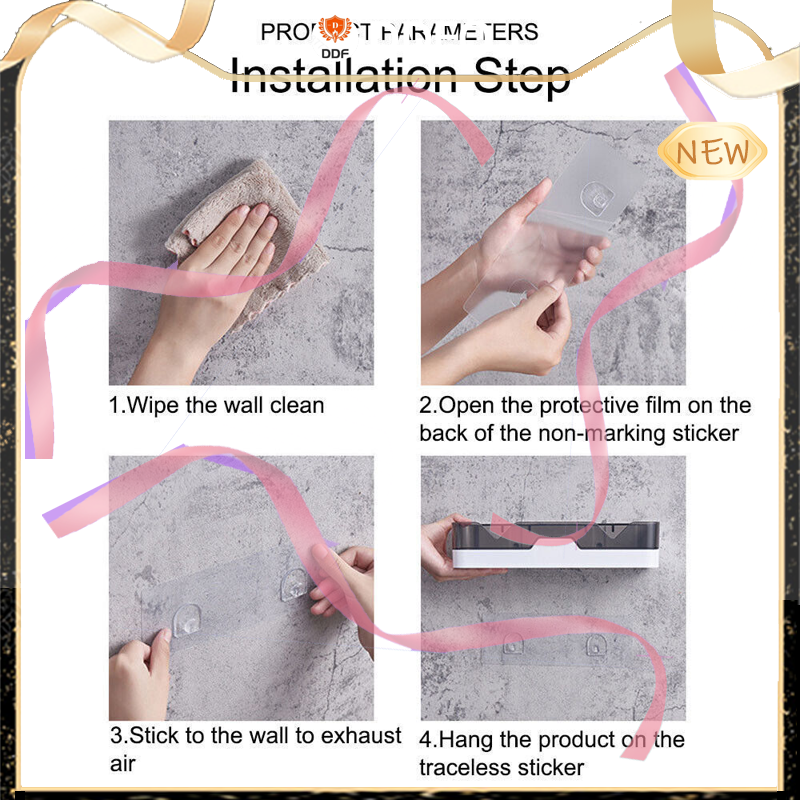 PRODUCT PARAMETERS
DDF
Installation Step
NEW
1.Wipe the wall clean
2.Open the protective film on the
back of the non-marking sticker
3.Stick to the wall to exhaust
air
4.Hang the product on the
traceless sticker